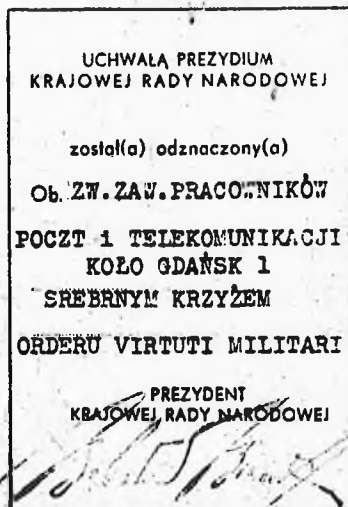 UCHWAŁĄ PREZYDIUM
KRAJOWEJ RADY NARODOWEJ
został(a) odznaczony(a)
Ob. ZW.ZAW.PRACOWNIKÓW
POCZT i TELEKOMUNIKACJI
KOŁO GDAŃSK 1
SREBRNYM KRZYŻEM
ORDERU VIRTUTI MILITARI
PREZYDENT
KRAJOWEJ RADY NARODOWEJ